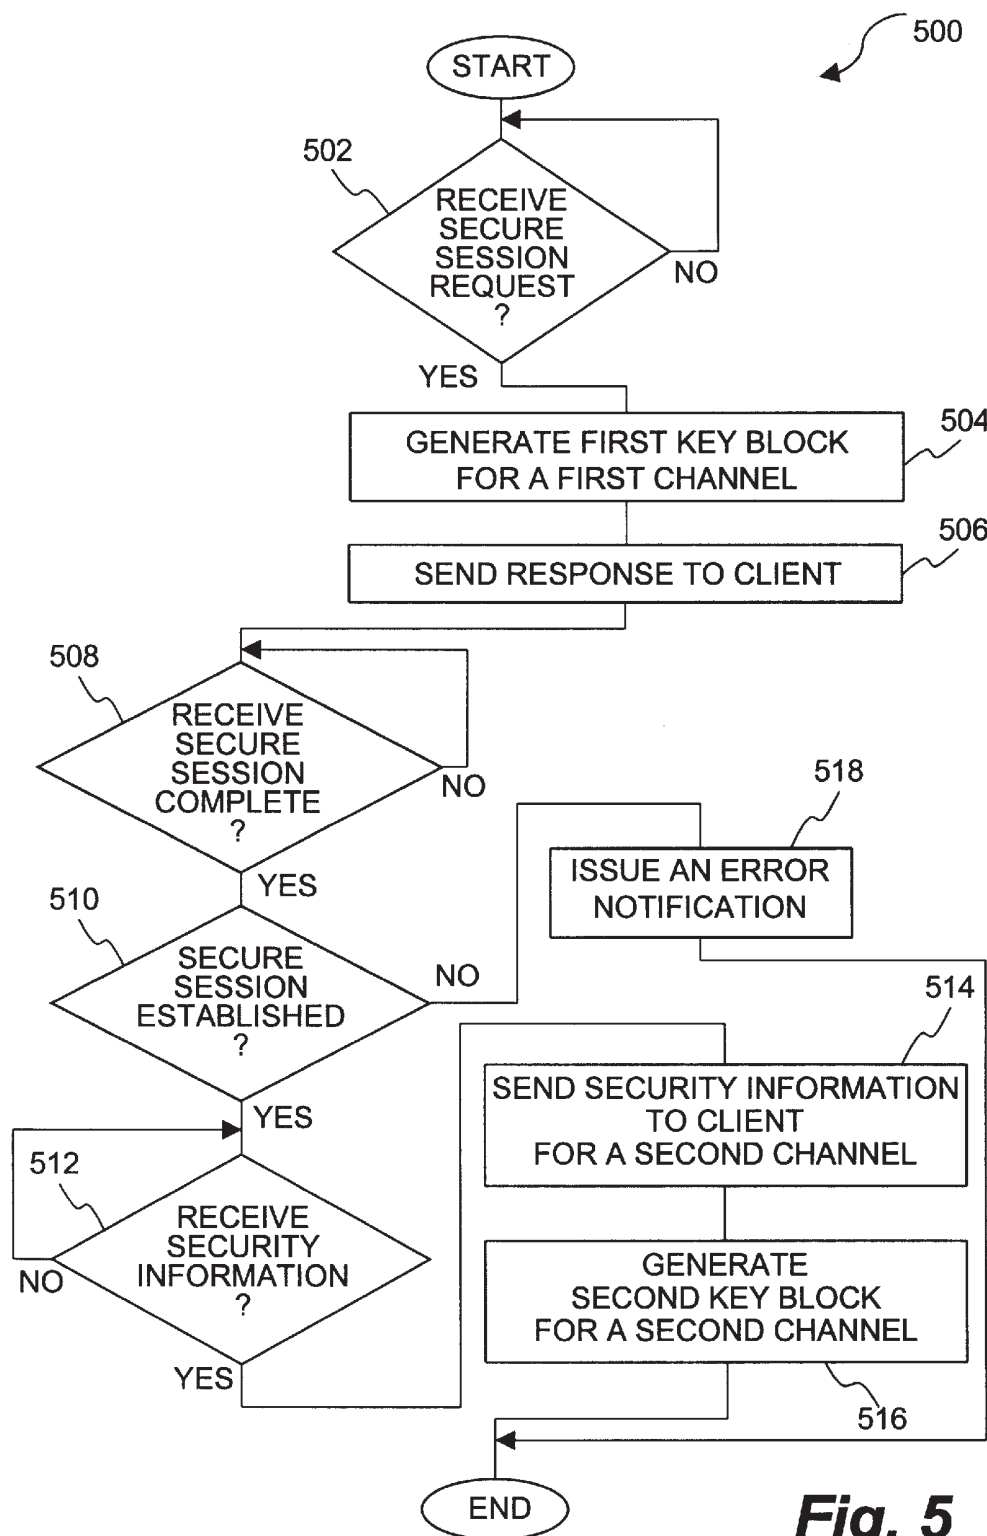 500
START
502
RECEIVE
SECURE
SESSION
REQUEST
?
NO
YES
504
GENERATE FIRST KEY BLOCK
FOR A FIRST CHANNEL
506
SEND RESPONSE TO CLIENT
508
RECEIVE
SECURE
SESSION
COMPLETE
?
NO
YES
518
ISSUE AN ERROR
NOTIFICATION
510
SECURE
SESSION
ESTABLISHED
?
NO
YES
514
SEND SECURITY INFORMATION
TO CLIENT
FOR A SECOND CHANNEL
512
RECEIVE
SECURITY
INFORMATION
?
NO
YES
GENERATE
SECOND KEY BLOCK
FOR A SECOND CHANNEL
516
END
Fig. 5